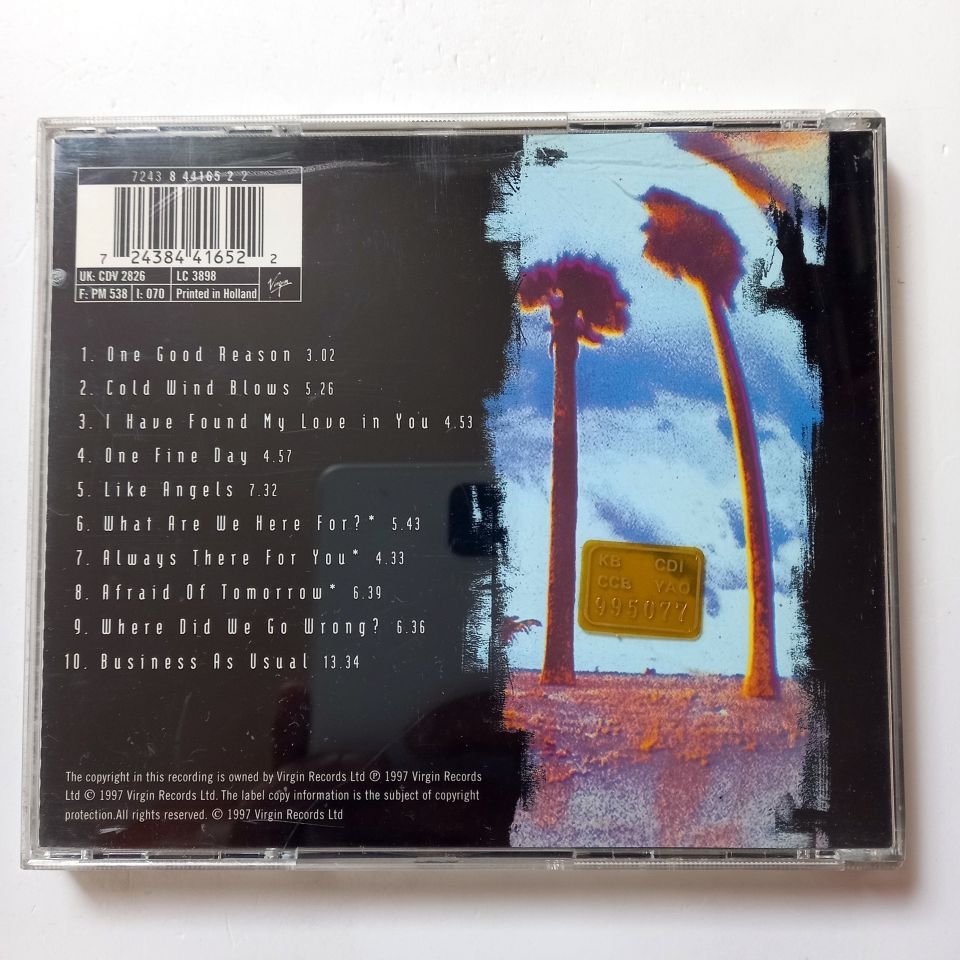 7243 8 44165 2 2
7 24384 41652 2
UK: CDV 2826 LC 3898
F: PM 538 I: 070 Printed in Holland Virgin
1. One Good Reason 3.02
2. Cold Wind Blows 5.26
3. I Have Found My Love in You 4.53
4. One Fine Day 4.57
5. Like Angels 7.32
6. What Are We Here For?* 5.43
7. Always There For You* 4.33
8. Afraid Of Tomorrow* 6.39
9. Where Did We Go Wrong? 6.36
10. Business As Usual 13.34
KB CDI
CCB YAO
995077
The copyright in this recording is owned by Virgin Records Ltd ℗ 1997 Virgin Records
Ltd © 1997 Virgin Records Ltd. The label copy information is the subject of copyright
protection.All rights reserved. © 1997 Virgin Records Ltd